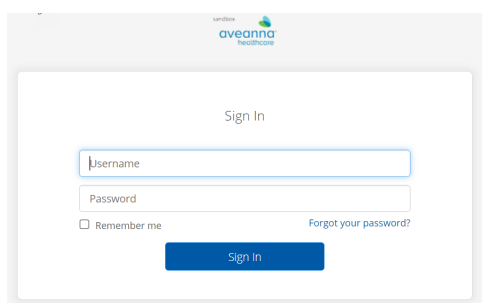 sandbox
aveanna
healthcare
Sign In
Username
Password
Remember me
Forgot your password?
Sign In